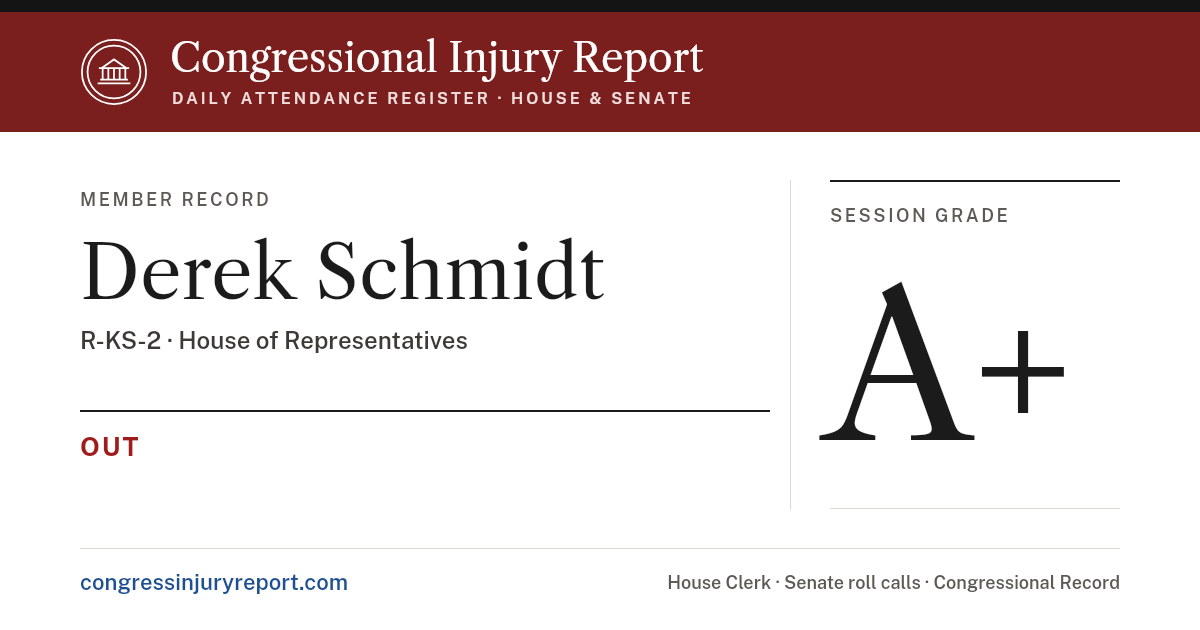 Congressional Injury Report
DAILY ATTENDANCE REGISTER · HOUSE & SENATE
MEMBER RECORD
Derek Schmidt
R-KS-2 · House of Representatives
OUT
SESSION GRADE
A+
congressinjuryreport.com
House Clerk · Senate roll calls · Congressional Record